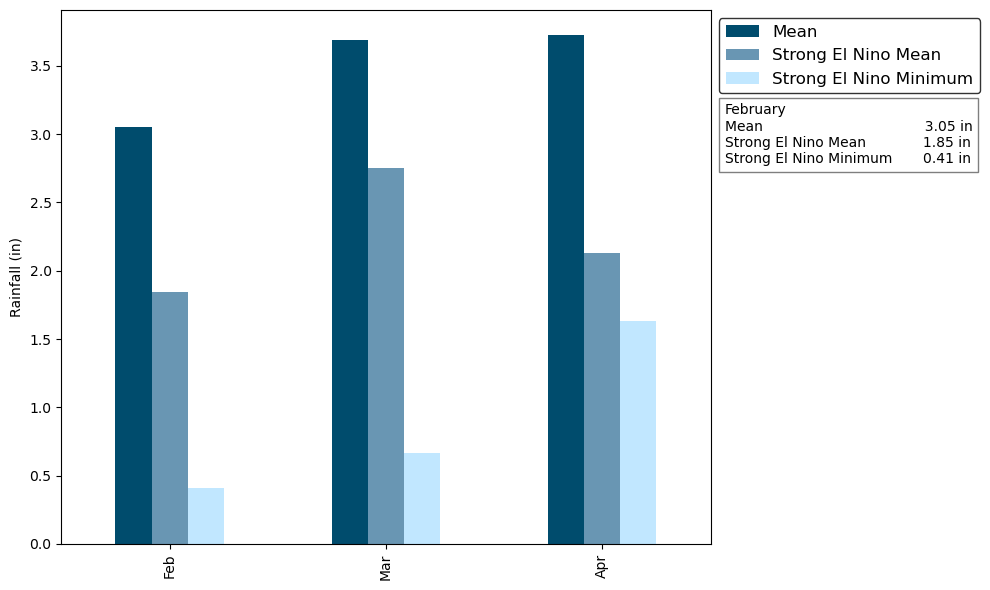 Mean
Strong El Nino Mean
Strong El Nino Minimum
February
Mean 3.05 in
Strong El Nino Mean 1.85 in
Strong El Nino Minimum 0.41 in
Rainfall (in)
3.5
3.0
2.5
2.0
1.5
1.0
0.5
0.0
Feb
Mar
Apr